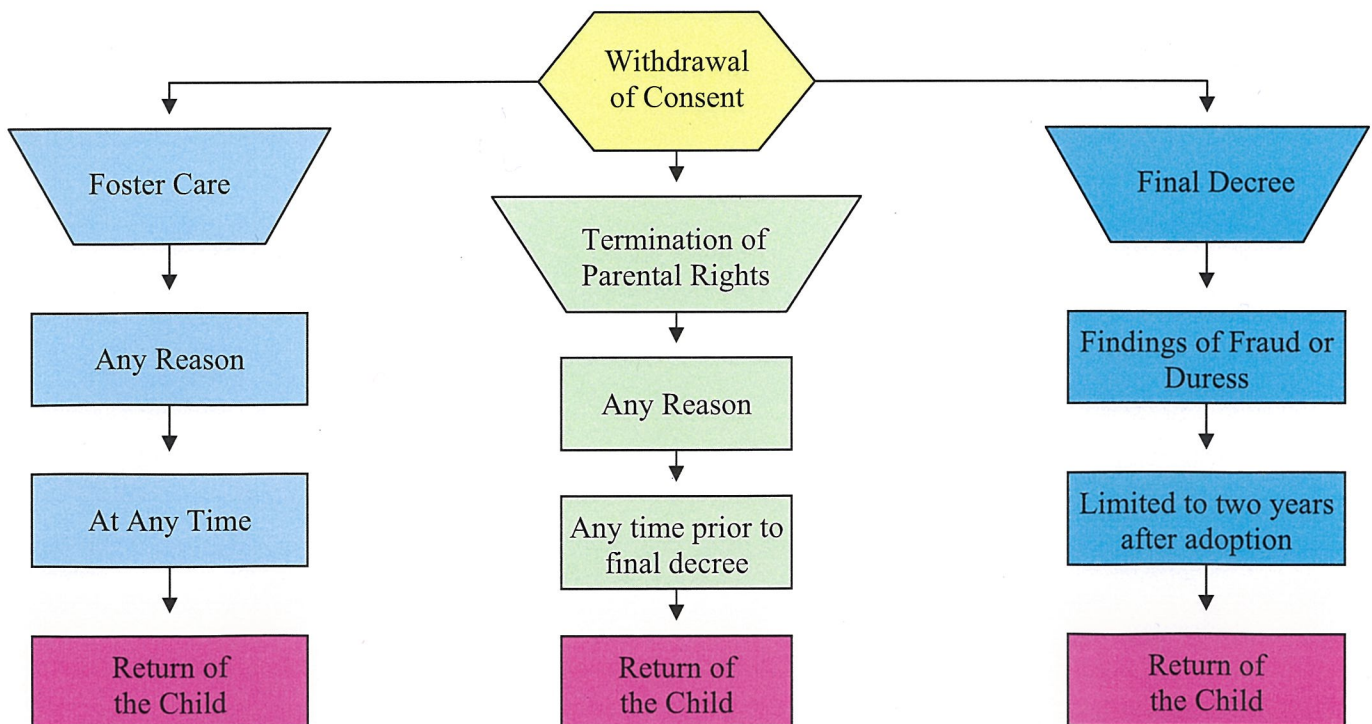 Withdrawal
of Consent
Foster Care
Any Reason
At Any Time
Return of
the Child
Termination of
Parental Rights
Any Reason
Any time prior to
final decree
Return of
the Child
Final Decree
Findings of Fraud or
Duress
Limited to two years
after adoption
Return of
the Child